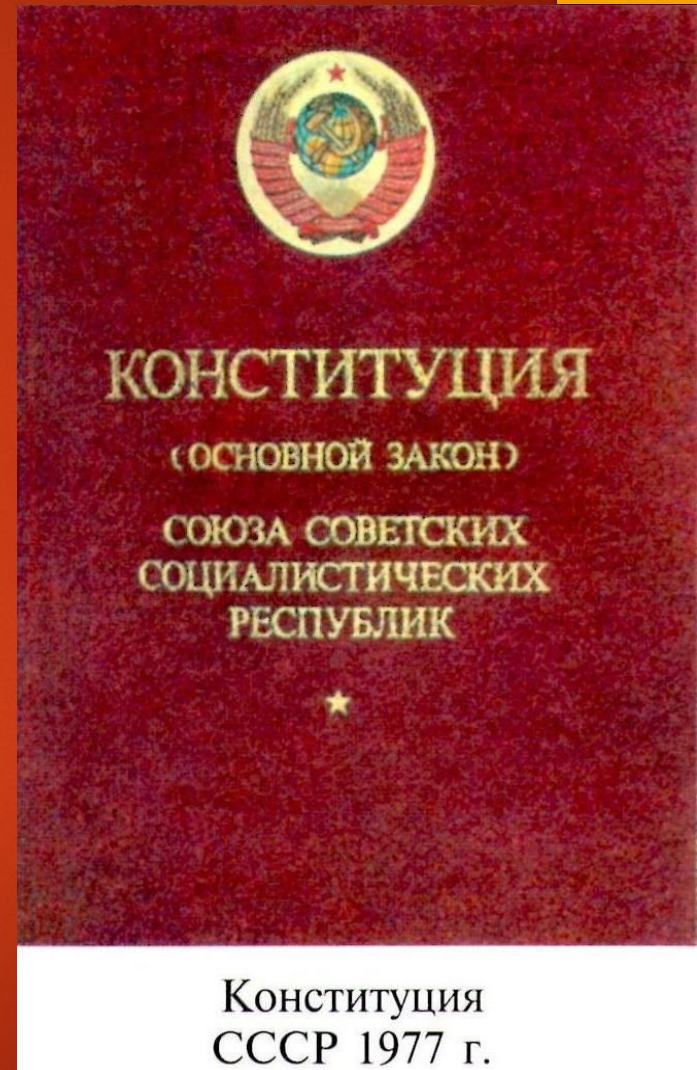 КОНСТИТУЦИЯ
(ОСНОВНОЙ ЗАКОН)
СОЮЗА СОВЕТСКИХ
СОЦИАЛИСТИЧЕСКИХ
РЕСПУБЛИК
Конституция
СССР 1977 г.